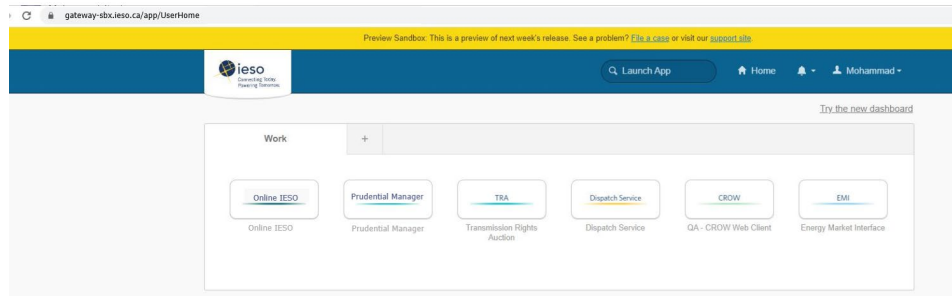 gateway-sbx.ieso.ca/app/UserHome
Preview Sandbox: This is a preview of next week's release. See a problem? File a case or visit our support site.
ieso
Connecting Today.
Powering Tomorrow.
Launch App
Home
Mohammad
Try the new dashboard
Work
+
Online IESO
Prudential Manager
TRA
Dispatch Service
CROW
EMI
Online IESO
Prudential Manager
Transmission Rights
Auction
Dispatch Service
QA - CROW Web Client
Energy Market Interface